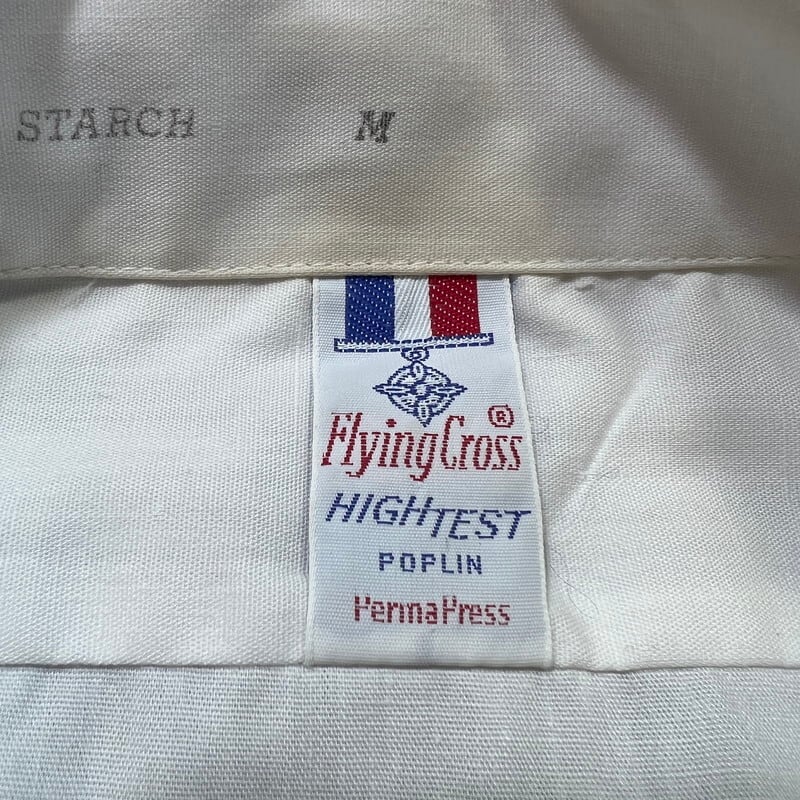 STARCH M
FlyingCross®
HIGHTEST
POPLIN
PermaPress